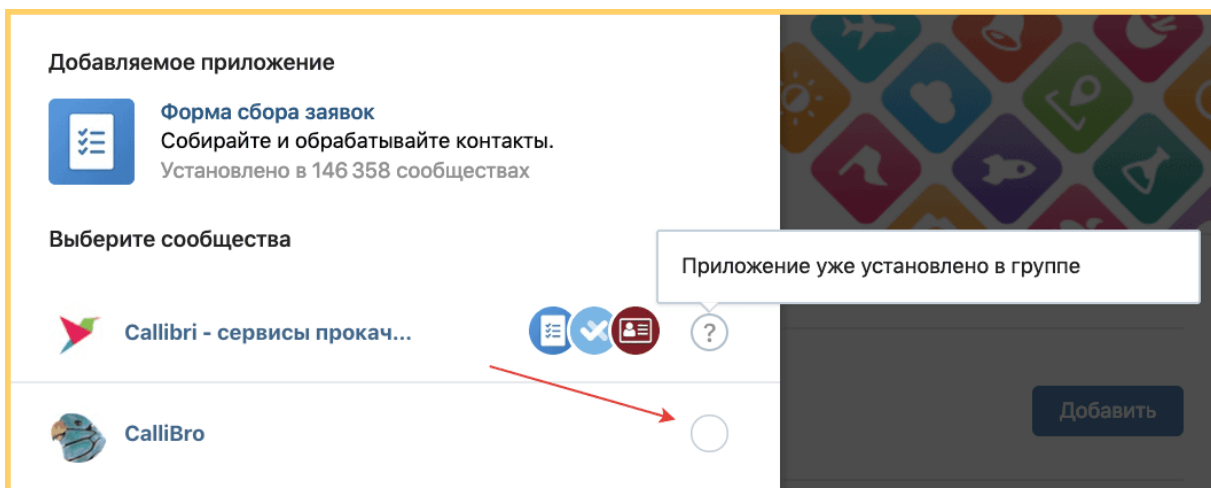 Добавляемое приложение
Форма сбора заявок
Собирайте и обрабатывайте контакты.
Установлено в 146 358 сообществах
Выберите сообщества
Приложение уже установлено в группе
Callibri - сервисы прокач...
?
CalliBro
Добавить